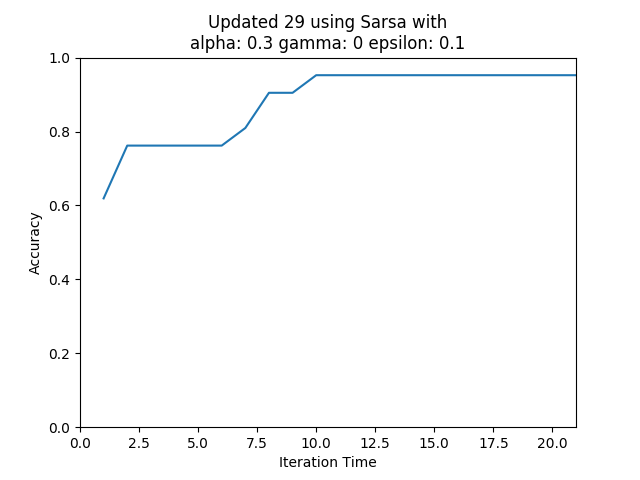 Updated 29 using Sarsa with
alpha: 0.3 gamma: 0 epsilon: 0.1
1.0
0.8
0.6
0.4
0.2
0.0
Accuracy
0.0 2.5 5.0 7.5 10.0 12.5 15.0 17.5 20.0
Iteration Time